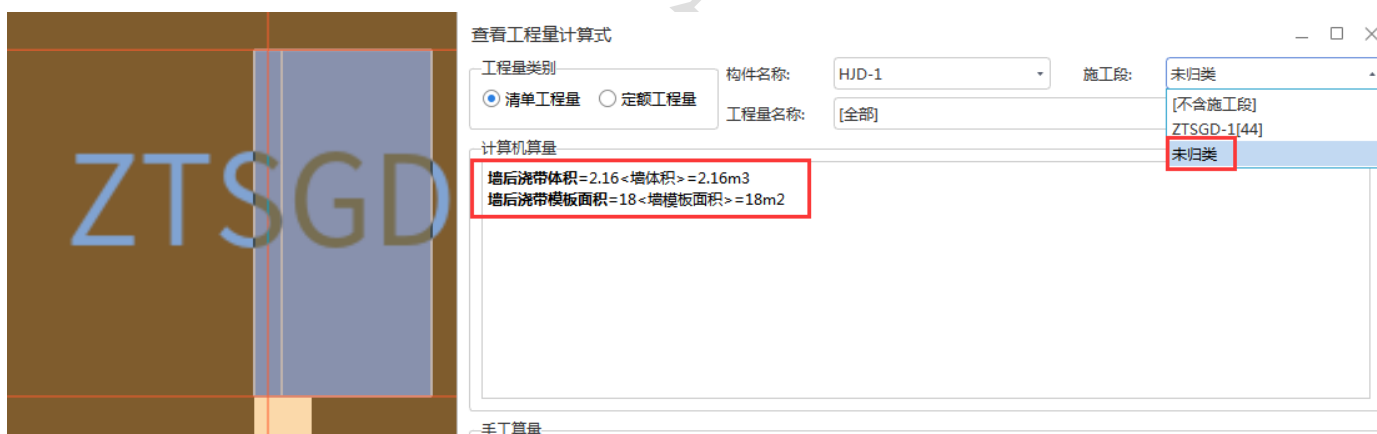 ZTSGD
查看工程量计算式
工程量类别
清单工程量 定额工程量
构件名称: HJD-1 施工段: 未归类
工程量名称: [全部]
[不含施工段]
ZTSGD-1[44]
未归类
计算机算量
墙后浇带体积=2.16<墙体积>=2.16m3
墙后浇带模板面积=18<墙模板面积>=18m2
手工算量